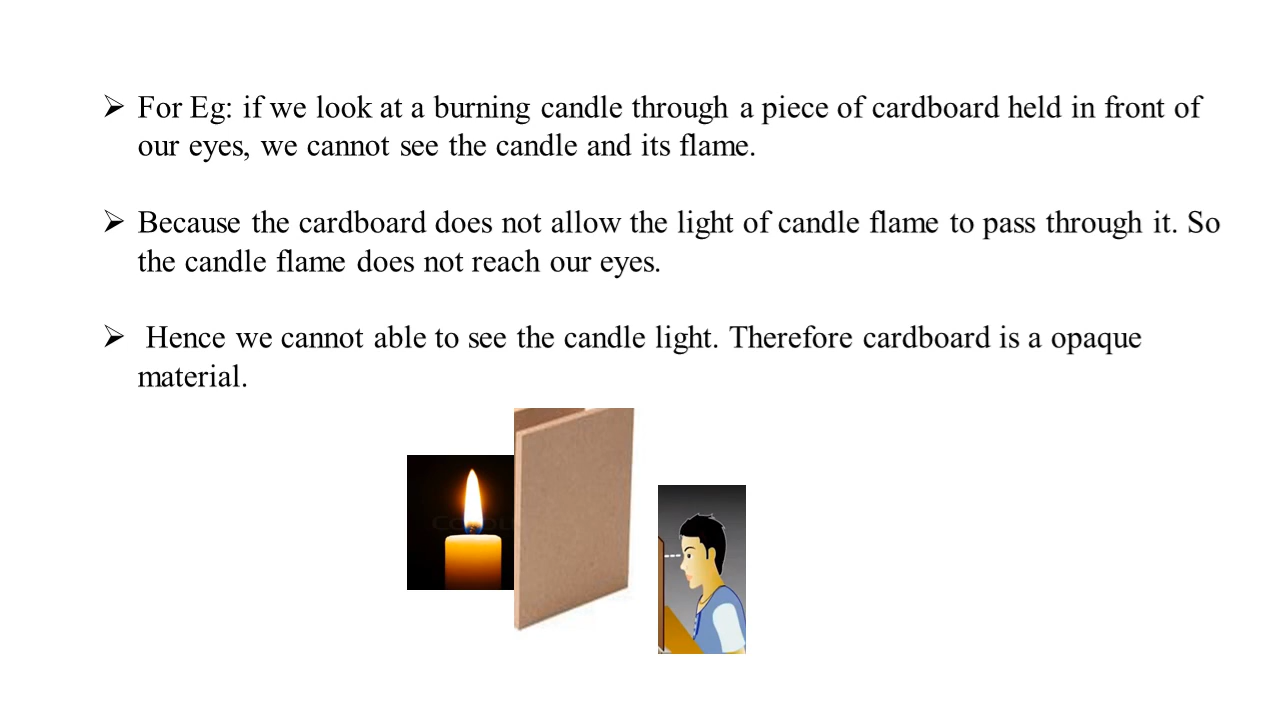 ➢ For Eg: if we look at a burning candle through a piece of cardboard held in front of
our eyes, we cannot see the candle and its flame.
➢ Because the cardboard does not allow the light of candle flame to pass through it. So
the candle flame does not reach our eyes.
➢ Hence we cannot able to see the candle light. Therefore cardboard is a opaque
material.